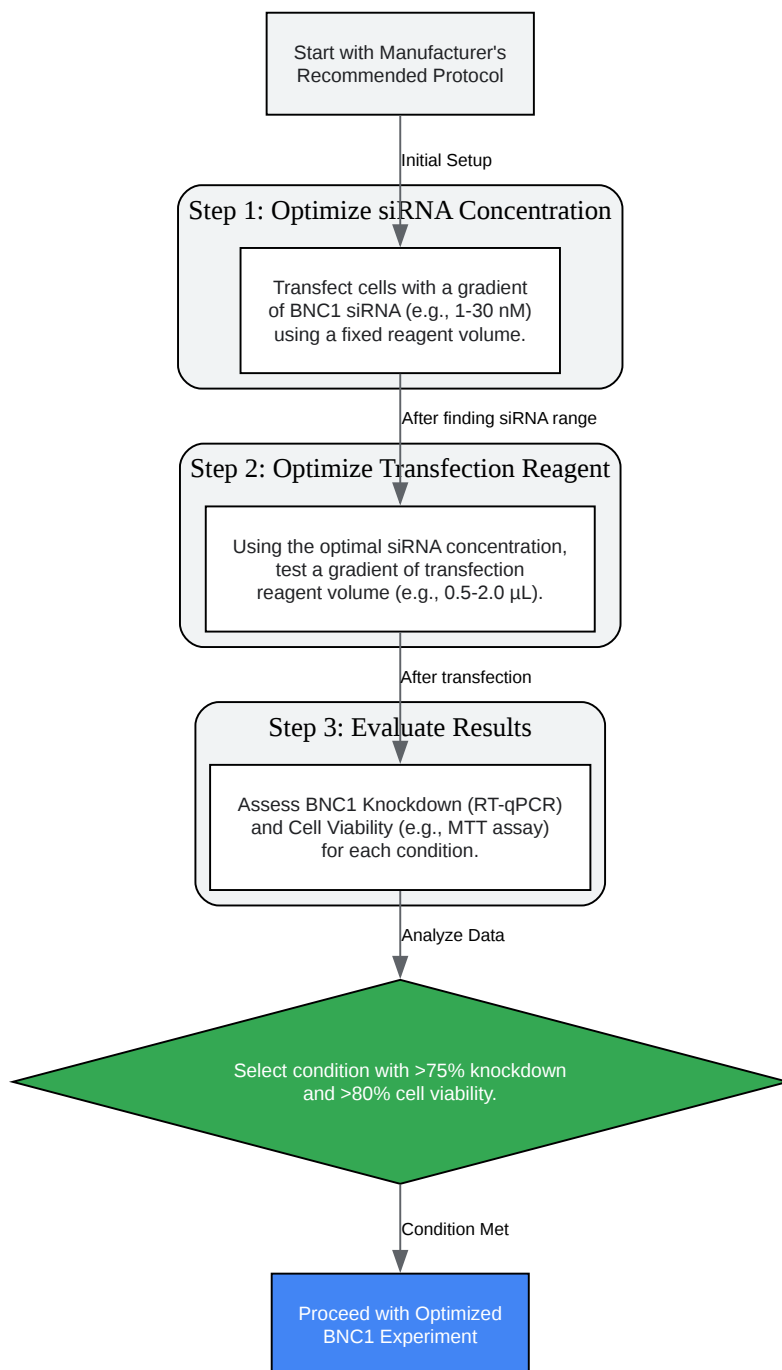 Start with Manufacturer's
Recommended Protocol
Initial Setup
Step 1: Optimize siRNA Concentration
Transfect cells with a gradient
of BNC1 siRNA (e.g., 1-30 nM)
using a fixed reagent volume.
After finding siRNA range
Step 2: Optimize Transfection Reagent
Using the optimal siRNA concentration,
test a gradient of transfection
reagent volume (e.g., 0.5-2.0 µL).
After transfection
Step 3: Evaluate Results
Assess BNC1 Knockdown (RT-qPCR)
and Cell Viability (e.g., MTT assay)
for each condition.
Analyze Data
Select condition with >75% knockdown
and >80% cell viability.
Condition Met
Proceed with Optimized
BNC1 Experiment